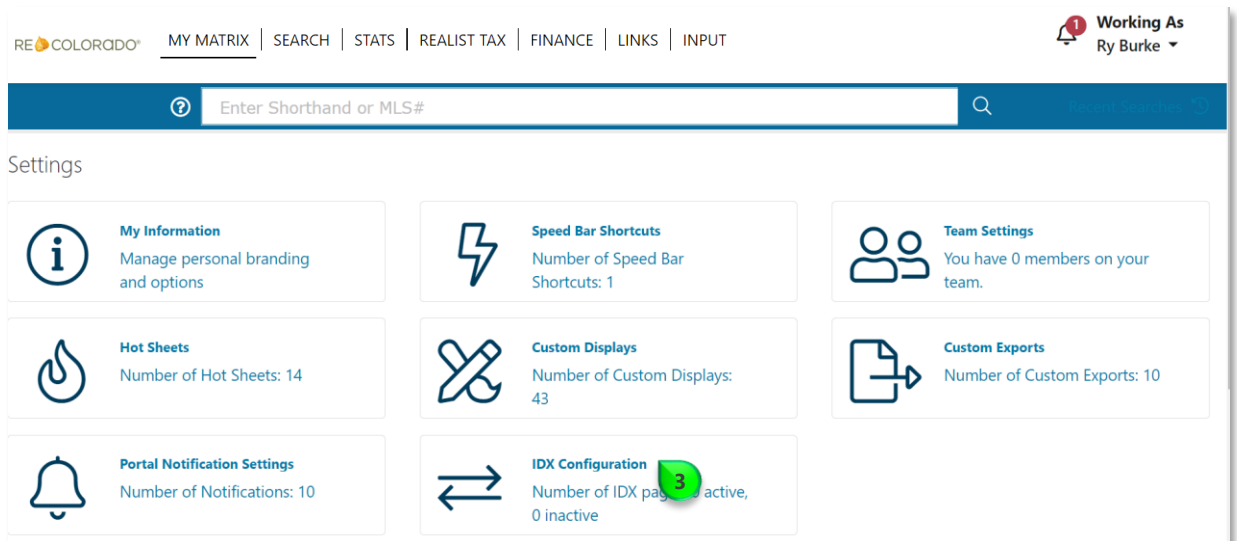 1
Working As
RECOLORADO® MY MATRIX SEARCH STATS REALIST TAX FINANCE LINKS INPUT
Ry Burke
Enter Shorthand or MLS#
Recent Searches
Settings
My Information
Manage personal branding
and options
Speed Bar Shortcuts
Number of Speed Bar
Shortcuts: 1
Team Settings
You have 0 members on your
team.
Hot Sheets
Number of Hot Sheets: 14
Custom Displays
Number of Custom Displays:
43
Custom Exports
Number of Custom Exports: 10
Portal Notification Settings
Number of Notifications: 10
IDX Configuration
3
Number of IDX active,
0 inactive